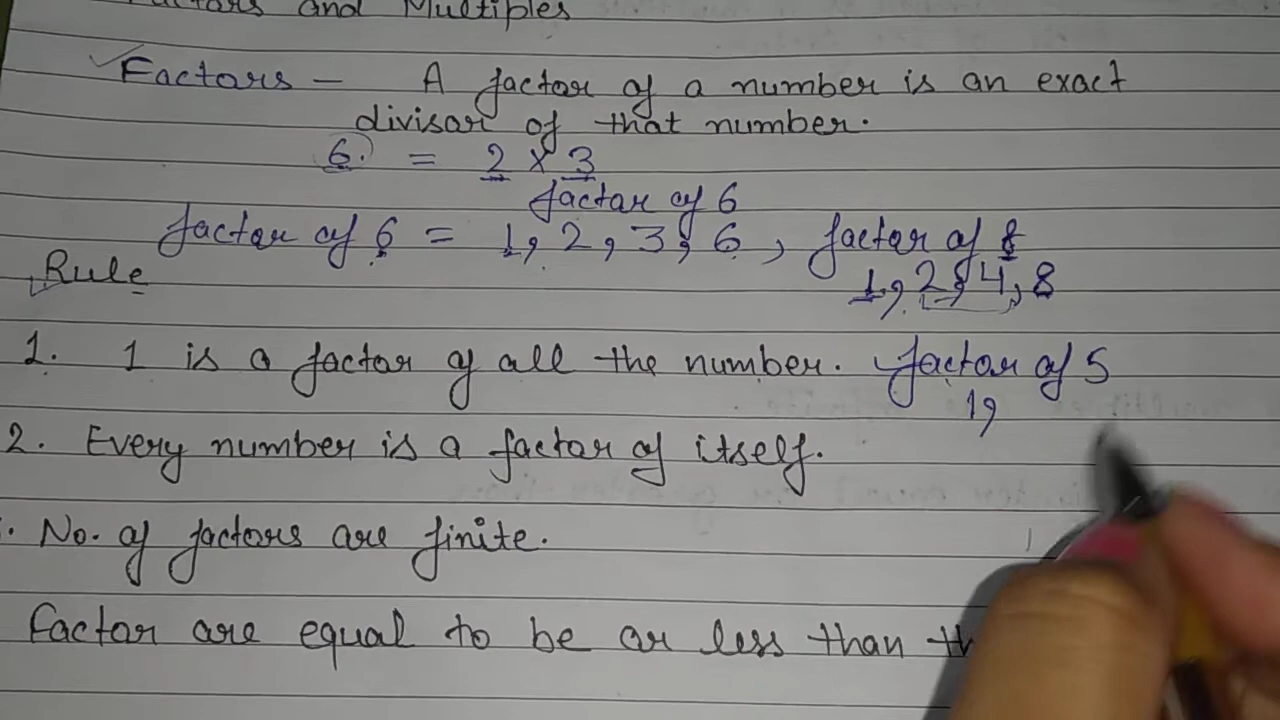 Factors and Multiples
Factors - A factor of a number is an exact
divisor of that number.
6 = 2 x 3
factor of 6
factor of 6 = 1, 2, 3, 6, factor of 8
1, 2, 4, 8
Rule
1. 1 is a factor of all the number. factor of 5
1,
2. Every number is a factor of itself.
. No. of factors are finite.
Factor are equal to be or less than